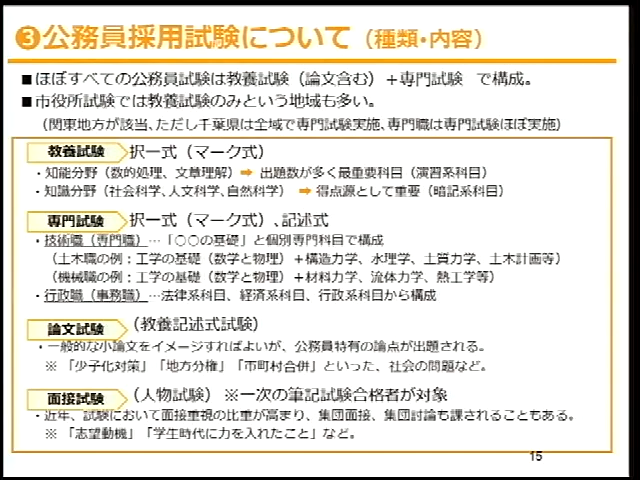 ❸公務員採用試験について（種類・内容）
■ほぼすべての公務員試験は教養試験（論文含む）＋専門試験　で構成。
■市役所試験では教養試験のみという地域も多い。
（関東地方が該当、ただし千葉県は全域で専門試験実施、専門職は専門試験ほぼ実施）
教養試験　択一式（マーク式）
・知能分野（数的処理、文章理解）➡ 出題数が多く最重要科目（演習系科目）
・知識分野（社会科学、人文科学、自然科学）➡ 得点源として重要（暗記系科目）
専門試験　択一式（マーク式）、記述式
・技術職（専門職）…「○○の基礎」と個別専門科目で構成
（土木職の例：工学の基礎（数学と物理）＋構造力学、水理学、土質力学、土木計画等）
（機械職の例：工学の基礎（数学と物理）＋材料力学、流体力学、熱工学等）
・行政職（事務職）…法律系科目、経済系科目、行政系科目から構成
論文試験　（教養記述式試験）
・一般的な小論文をイメージすればよいが、公務員特有の論点が出題される。
※「少子化対策」「地方分権」「市町村合併」といった、社会の問題など。
面接試験　（人物試験）※一次の筆記試験合格者が対象
・近年、試験において面接重視の比重が高まり、集団面接、集団討論も課されることもある。
※「志望動機」「学生時代に力を入れたこと」など。
15